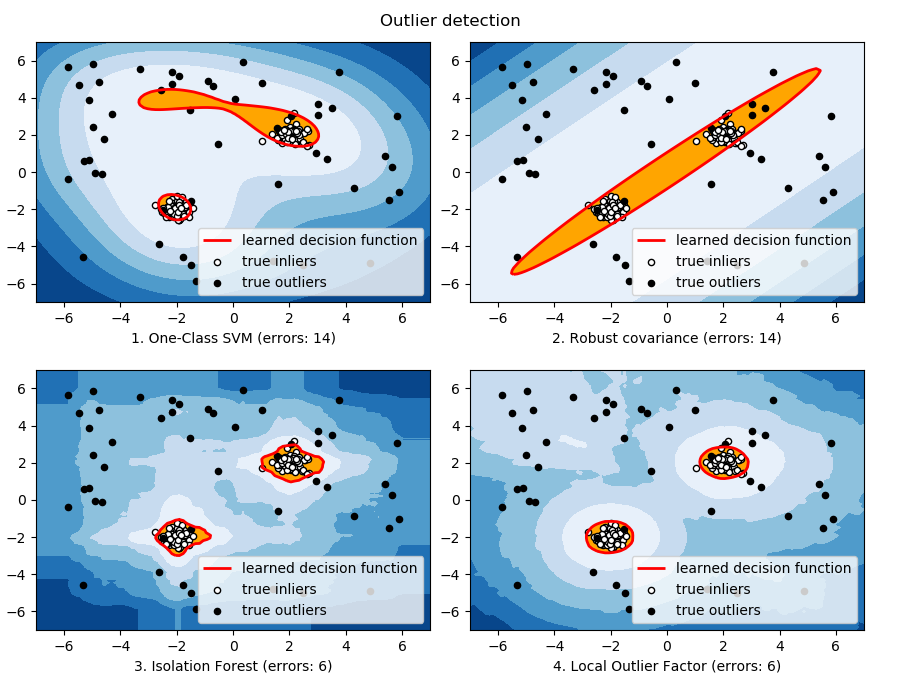 Outlier detection
6
4
2
0
−2
−4
−6
learned decision function
true inliers
true outliers
−6 −4 −2 0 2 4 6
1. One-Class SVM (errors: 14)
6
4
2
0
−2
−4
−6
learned decision function
true inliers
true outliers
−6 −4 −2 0 2 4 6
2. Robust covariance (errors: 14)
6
4
2
0
−2
−4
−6
learned decision function
true inliers
true outliers
−6 −4 −2 0 2 4 6
3. Isolation Forest (errors: 6)
6
4
2
0
−2
−4
−6
learned decision function
true inliers
true outliers
−6 −4 −2 0 2 4 6
4. Local Outlier Factor (errors: 6)